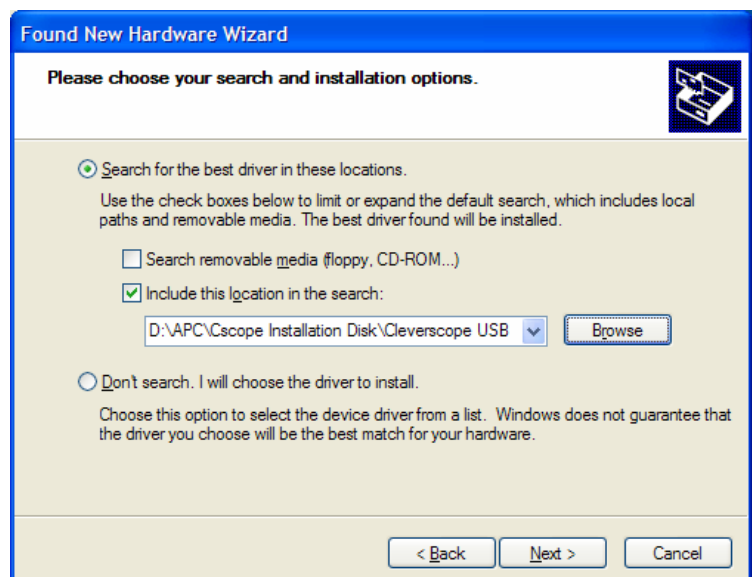 Found New Hardware Wizard
Please choose your search and installation options.
Search for the best driver in these locations.
Use the check boxes below to limit or expand the default search, which includes local
paths and removable media. The best driver found will be installed.
Search removable media (floppy, CD-ROM...)
Include this location in the search:
D:\APC\Cscope Installation Disk\Cleverscope USB
Browse
Don't search. I will choose the driver to install.
Choose this option to select the device driver from a list. Windows does not guarantee that
the driver you choose will be the best match for your hardware.
< Back
Next >
Cancel